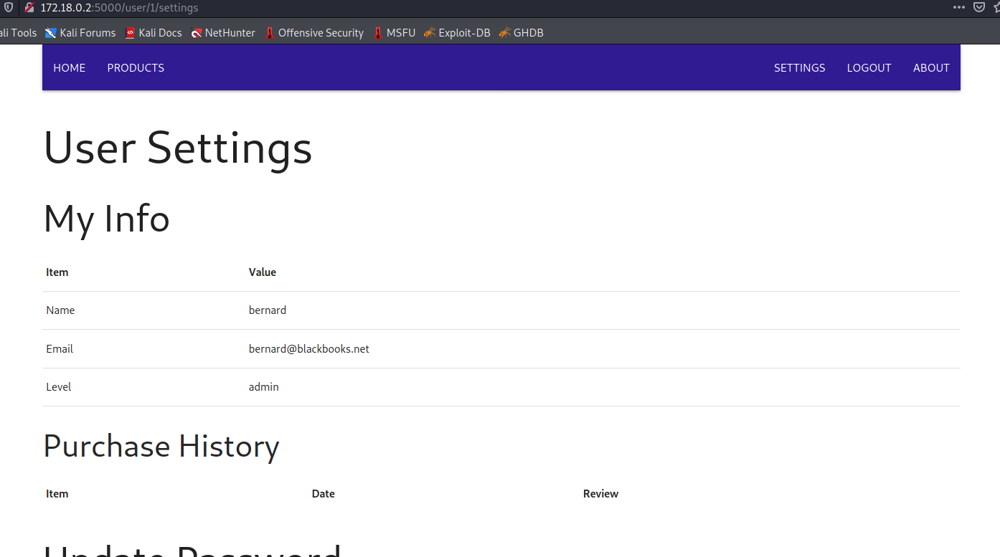 172.18.0.2:5000/user/1/settings
ali Tools Kali Forums Kali Docs NetHunter Offensive Security MSFU Exploit-DB GHDB
HOME PRODUCTS SETTINGS LOGOUT ABOUT
User Settings
My Info
Item Value
Name bernard
Email bernard@blackbooks.net
Level admin
Purchase History
Item Date Review
Update Password